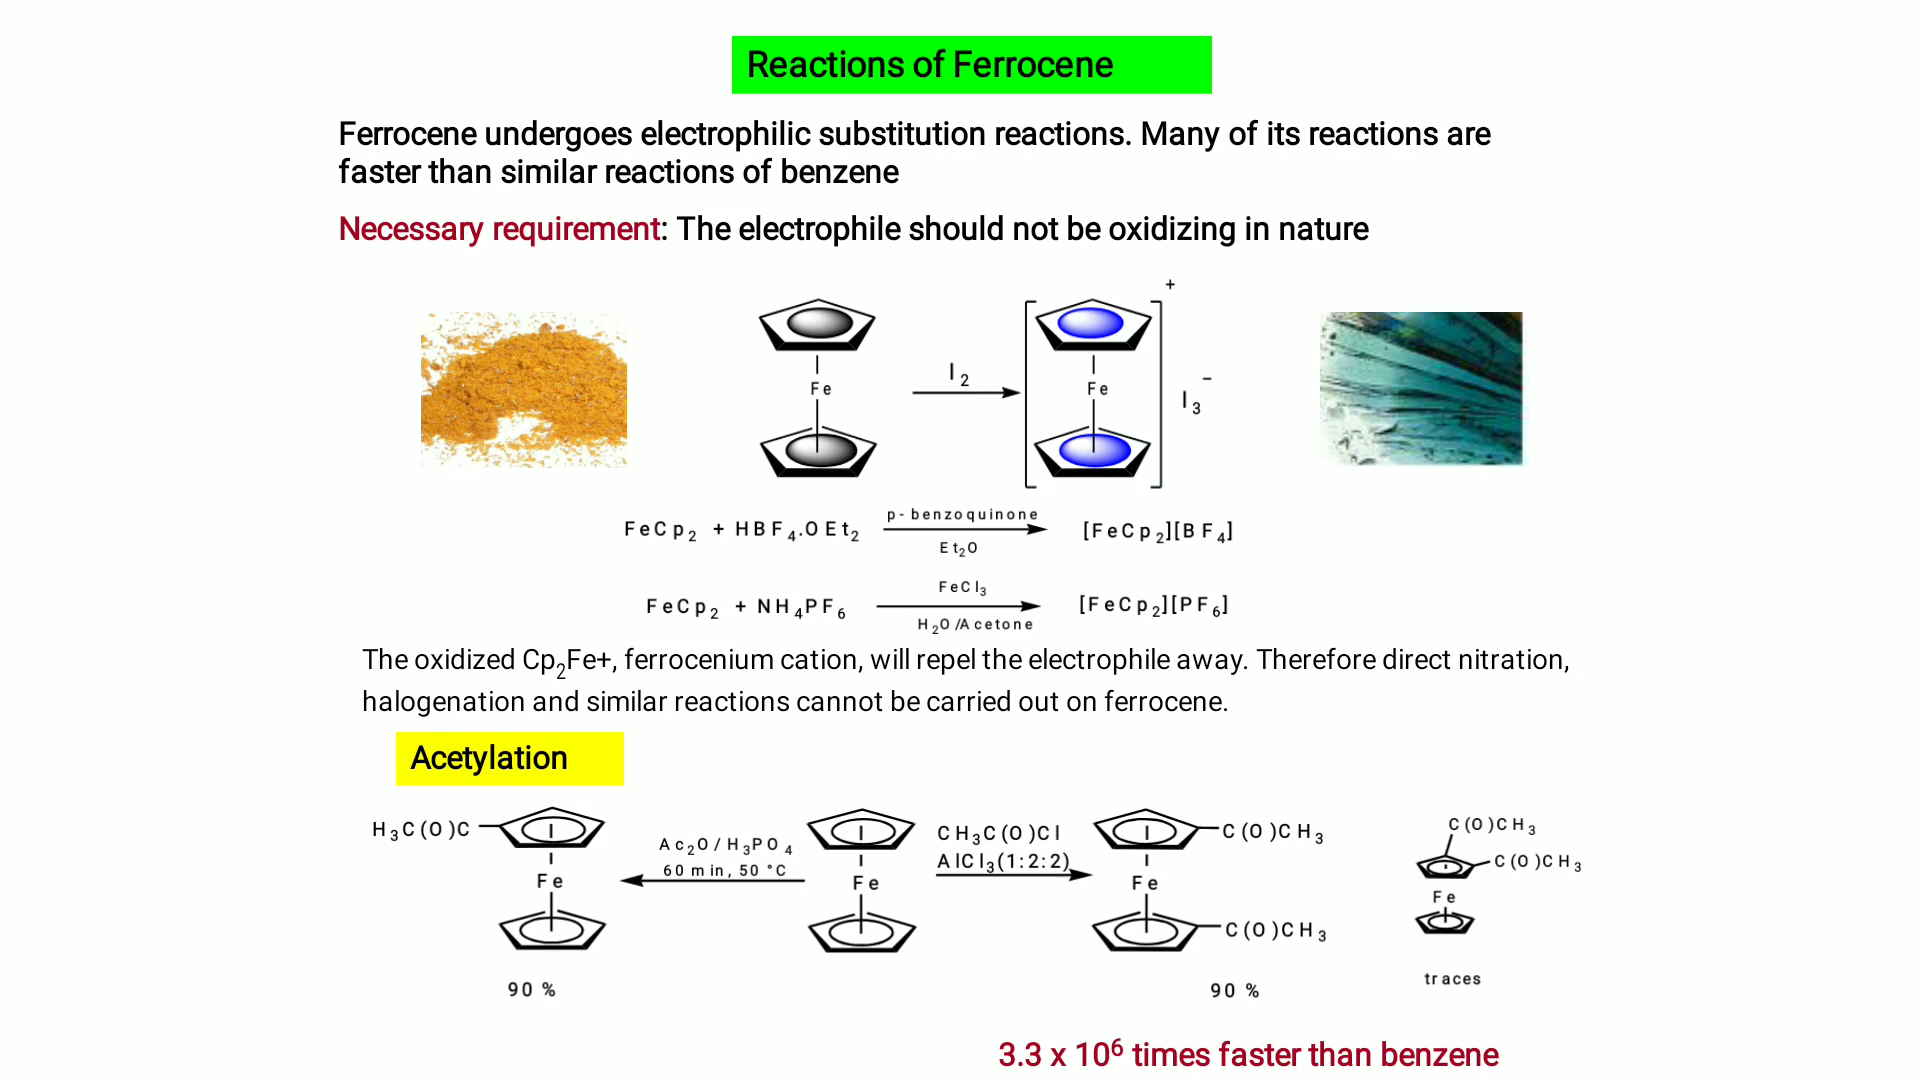 Reactions of Ferrocene
Ferrocene undergoes electrophilic substitution reactions. Many of its reactions are
faster than similar reactions of benzene
Necessary requirement: The electrophile should not be oxidizing in nature
+
Fe
I2
Fe
I3−
FeCp2 + HBF4.OEt2
p-benzoquinone
Et2O
[FeCp2][BF4]
FeCp2 + NH4PF6
FeCl3
H2O/Acetone
[FeCp2][PF6]
The oxidized Cp2Fe+, ferrocenium cation, will repel the electrophile away. Therefore direct nitration,
halogenation and similar reactions cannot be carried out on ferrocene.
Acetylation
H3C(O)C
Fe
90 %
Ac2O/H3PO4
60 min, 50 °C
Fe
CH3C(O)Cl
AlCl3(1:2:2)
C(O)CH3
Fe
C(O)CH3
90 %
C(O)CH3
C(O)CH3
Fe
traces
3.3 x 10⁶ times faster than benzene